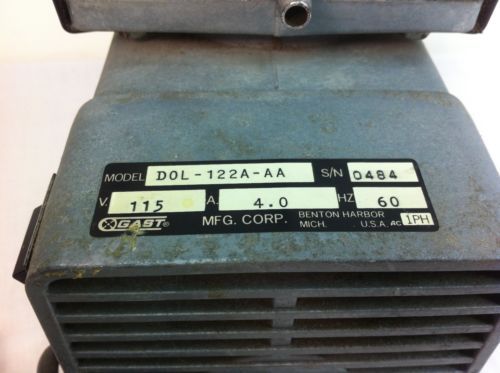 MODEL DOL-122A-AA S/N 0484
V. 115 A. 4.0 HZ 60
GAST® MFG. CORP. BENTON HARBOR
MICH. U.S.A. AC 1PH